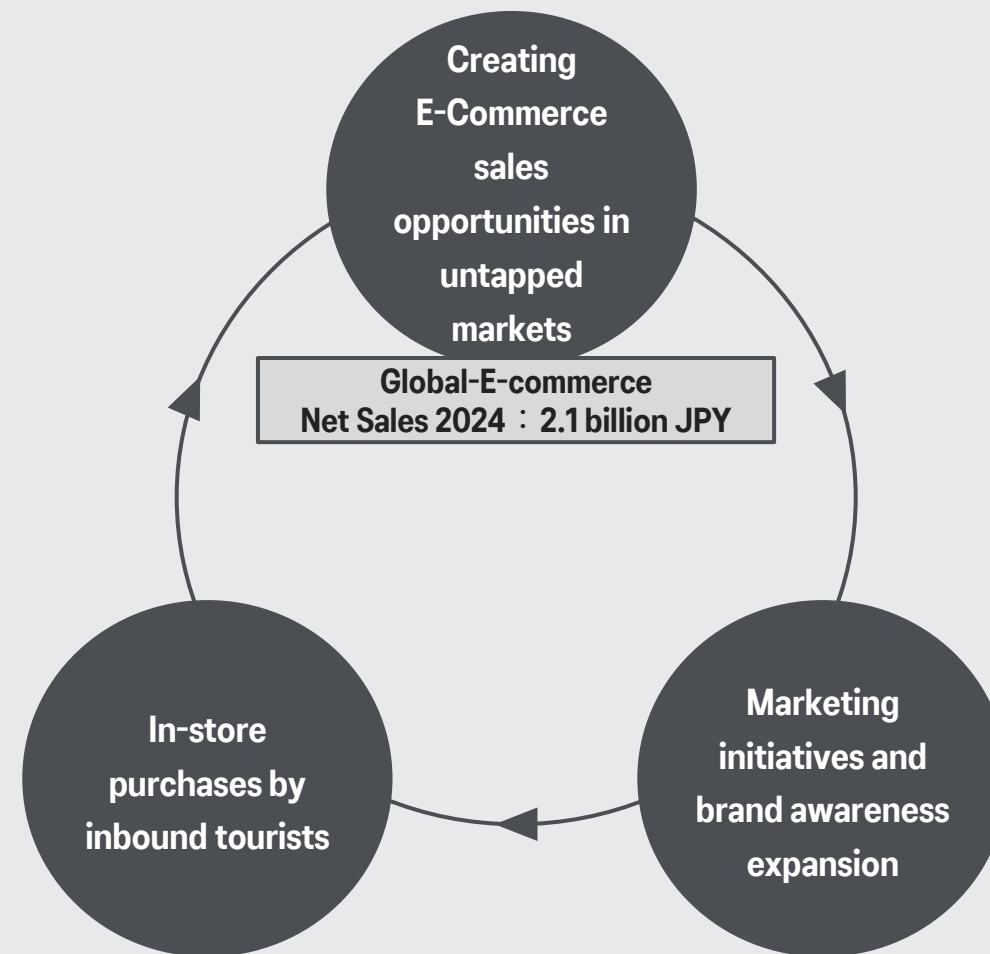 Creating
E-Commerce
sales
opportunities in
untapped
markets
Global-E-commerce
Net Sales 2024 : 2.1 billion JPY
In-store
purchases by
inbound tourists
Marketing
initiatives and
brand awareness
expansion